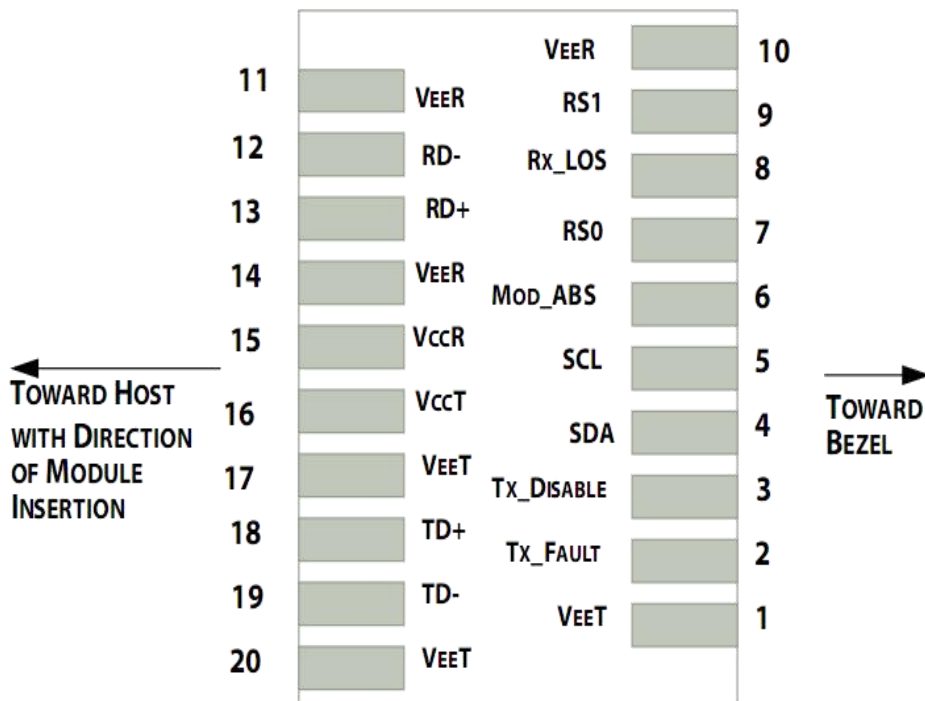 11 VEER
12 RD-
13 RD+
14 VEER
15 VCCR
16 VCCT
17 VEET
18 TD+
19 TD-
20 VEET
TOWARD HOST
WITH DIRECTION
OF MODULE
INSERTION
VEER 10
RS1 9
RX_LOS 8
RS0 7
MOD_ABS 6
SCL 5
SDA 4
TX_DISABLE 3
TX_FAULT 2
VEET 1
TOWARD
BEZEL